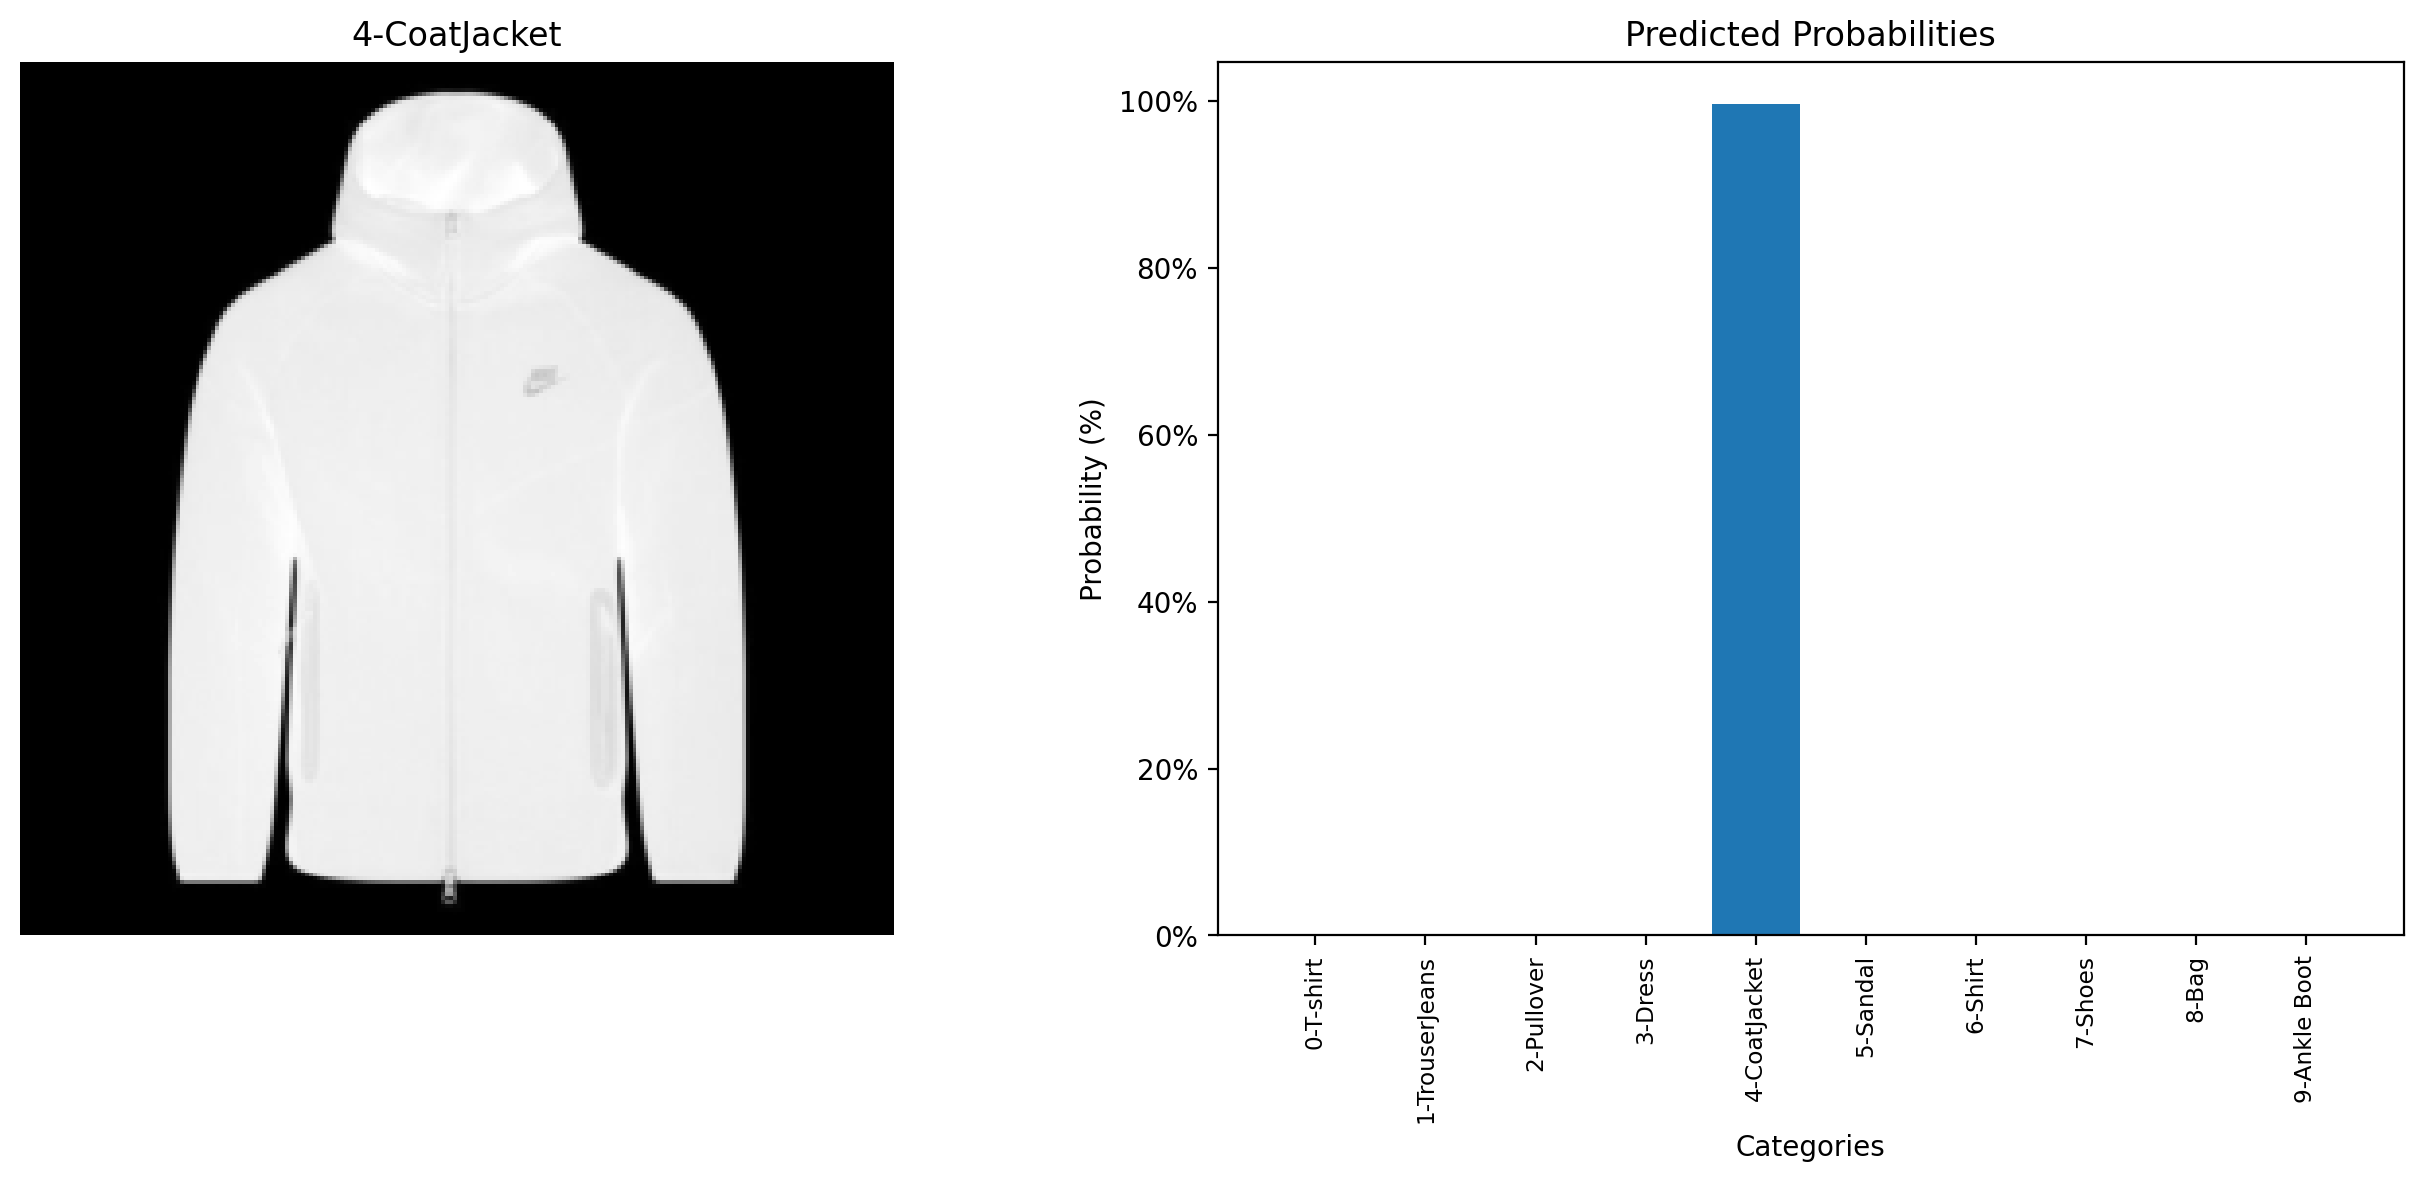 4-CoatJacket
Predicted Probabilities
100%
80%
60%
40%
20%
0%
Probability (%)
0-T-shirt
1-TrouserJeans
2-Pullover
3-Dress
4-CoatJacket
5-Sandal
6-Shirt
7-Shoes
8-Bag
9-Ankle Boot
Categories